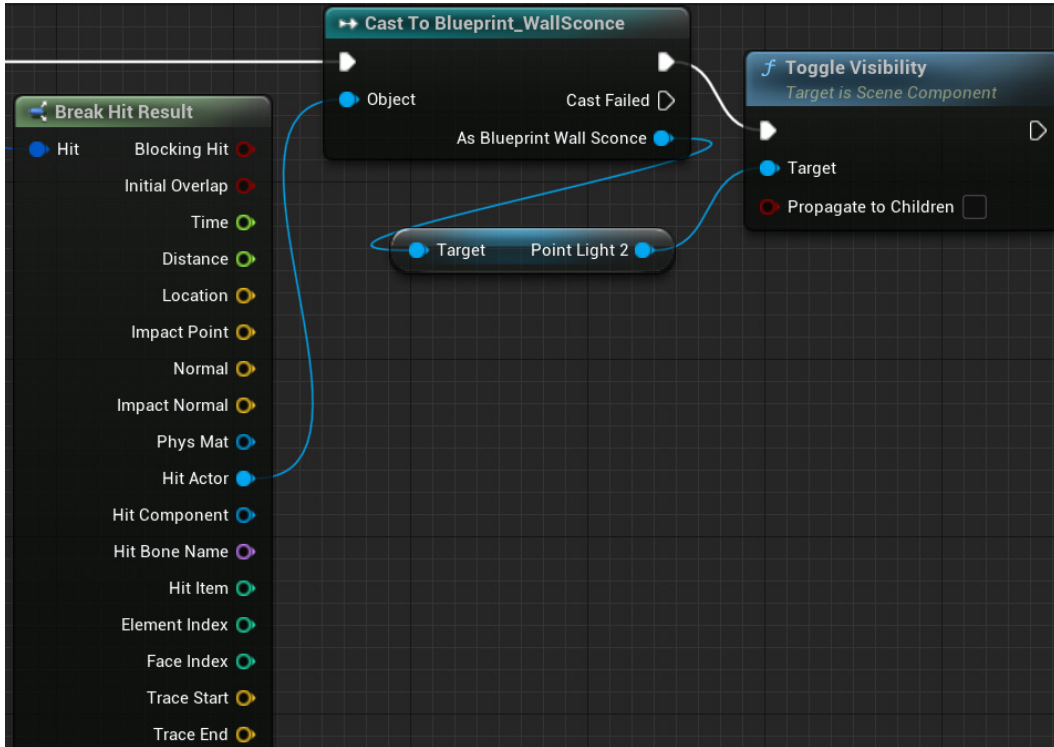 Cast To Blueprint_WallSconce
Object
Cast Failed
As Blueprint Wall Sconce
Break Hit Result
Hit
Blocking Hit
Initial Overlap
Time
Distance
Location
Impact Point
Normal
Impact Normal
Phys Mat
Hit Actor
Hit Component
Hit Bone Name
Hit Item
Element Index
Face Index
Trace Start
Trace End
Target Point Light 2
f Toggle Visibility
Target is Scene Component
Target
Propagate to Children